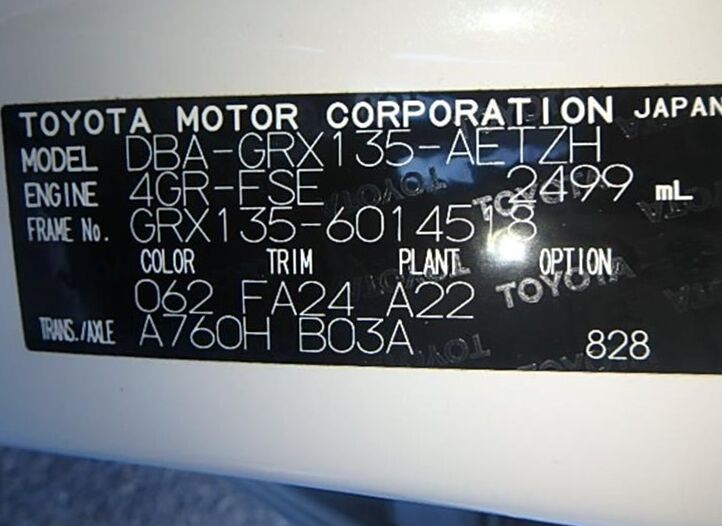 TOYOTA MOTOR CORPORATION JAPAN
MODEL DBA-GRX135-AETZH
ENGINE 4GR-FSE 2499 mL
FRAME No. GRX135-6014518
COLOR TRIM PLANT OPTION
062 FA24 A22
TRANS./AXLE A760H B03A 828
TOYOTA